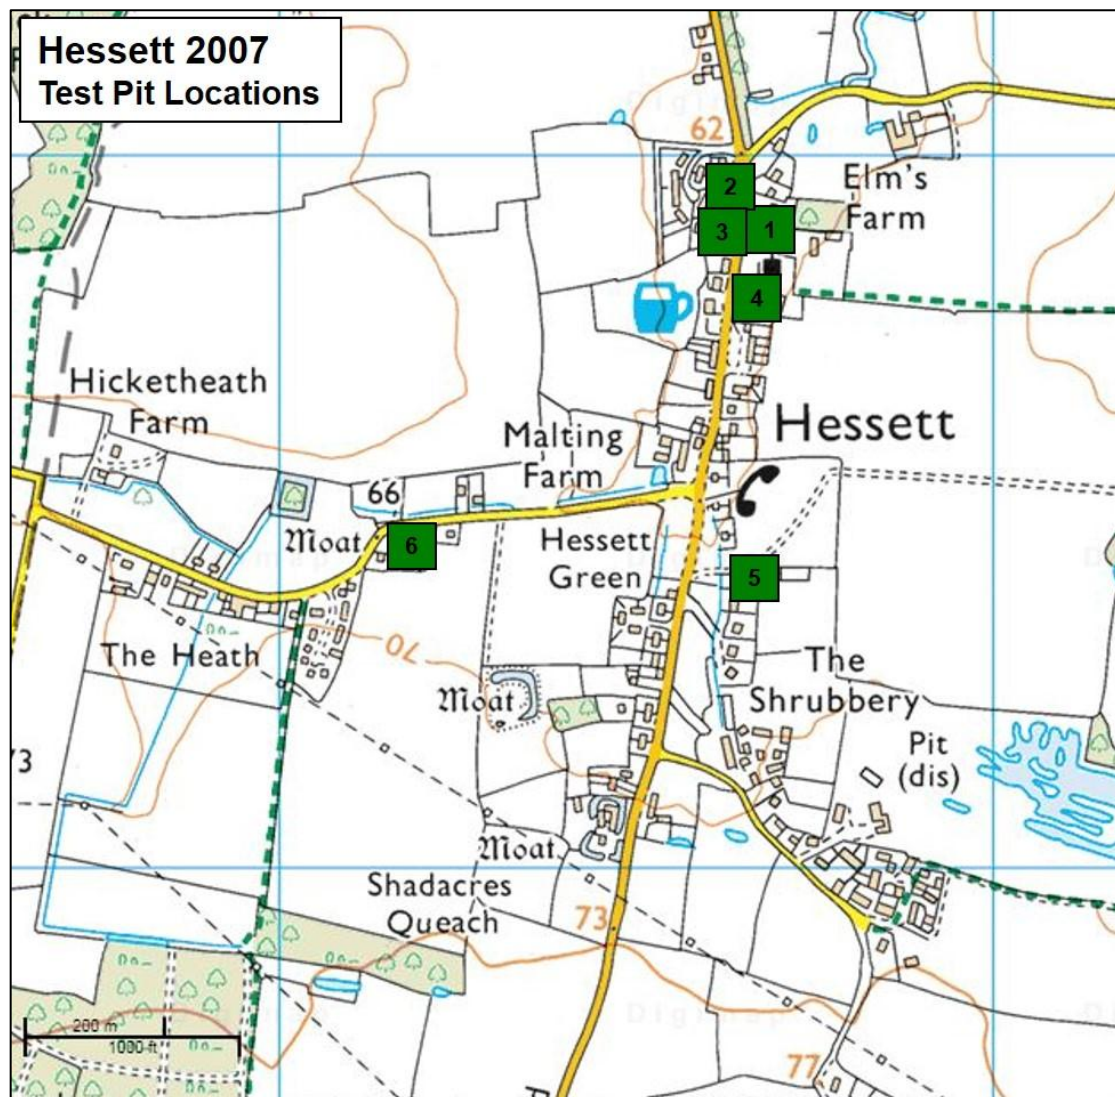 Hessett 2007
Test Pit Locations
62
2
Elm's
Farm
3
1
4
Hicketheath
Farm
Hessett
Malting
Farm
66
Moat
6
Hessett
Green
5
The Heath
70
The
Shrubbery
Moat
Pit
(dis)
73
Moat
Shadacres
Queach
73
200 m
1000 ft
Digimap
77